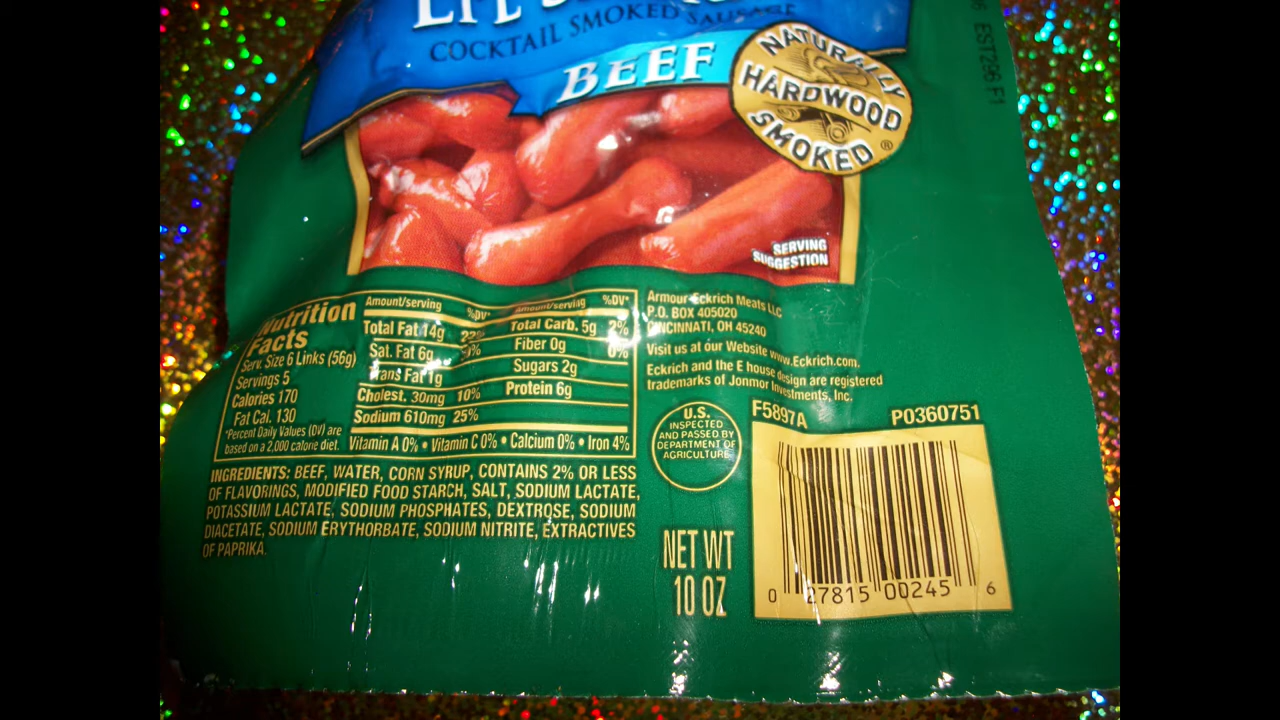 COCKTAIL SMOKED SAUSAGE
BEEF
NATURALLY
HARDWOOD
SMOKED
®
EST296 F1
SERVING
SUGGESTION
Nutrition
Facts
Serv. Size 6 Links (56g)
Servings 5
Calories 170
Fat Cal. 130
*Percent Daily Values (DV) are
based on a 2,000 calorie diet.
Amount/serving %DV*
Total Fat 14g
Sat. Fat 6g
Trans Fat 1g
Cholest. 30mg 10%
Sodium 610mg 25%
Amount/serving %DV*
Total Carb. 5g 2%
Fiber 0g 0%
Sugars 2g
Protein 6g
Vitamin A 0% • Vitamin C 0% • Calcium 0% • Iron 4%
INGREDIENTS: BEEF, WATER, CORN SYRUP, CONTAINS 2% OR LESS
OF FLAVORINGS, MODIFIED FOOD STARCH, SALT, SODIUM LACTATE,
POTASSIUM LACTATE, SODIUM PHOSPHATES, DEXTROSE, SODIUM
DIACETATE, SODIUM ERYTHORBATE, SODIUM NITRITE, EXTRACTIVES
OF PAPRIKA.
Armour-Eckrich Meats LLC
P.O. BOX 405020
CINCINNATI, OH 45240
Visit us at our Website www.Eckrich.com.
Eckrich and the E house design are registered
trademarks of Jonmor Investments, Inc.
U.S.
INSPECTED
AND PASSED BY
DEPARTMENT OF
AGRICULTURE
F5897A P0360751
NET WT
10 OZ
0 27815 00245 6